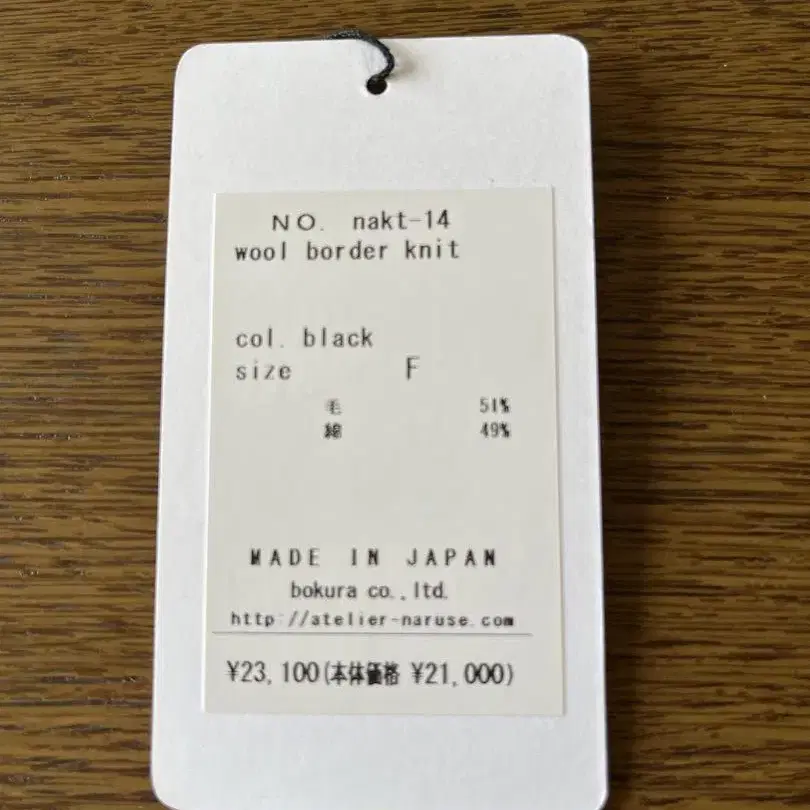 NO. nakt-14
wool border knit
col. black
size F
毛 51%
綿 49%
MADE IN JAPAN
bokura co.,ltd.
http://atelier-naruse.com
¥23,100(本体価格 ¥21,000)